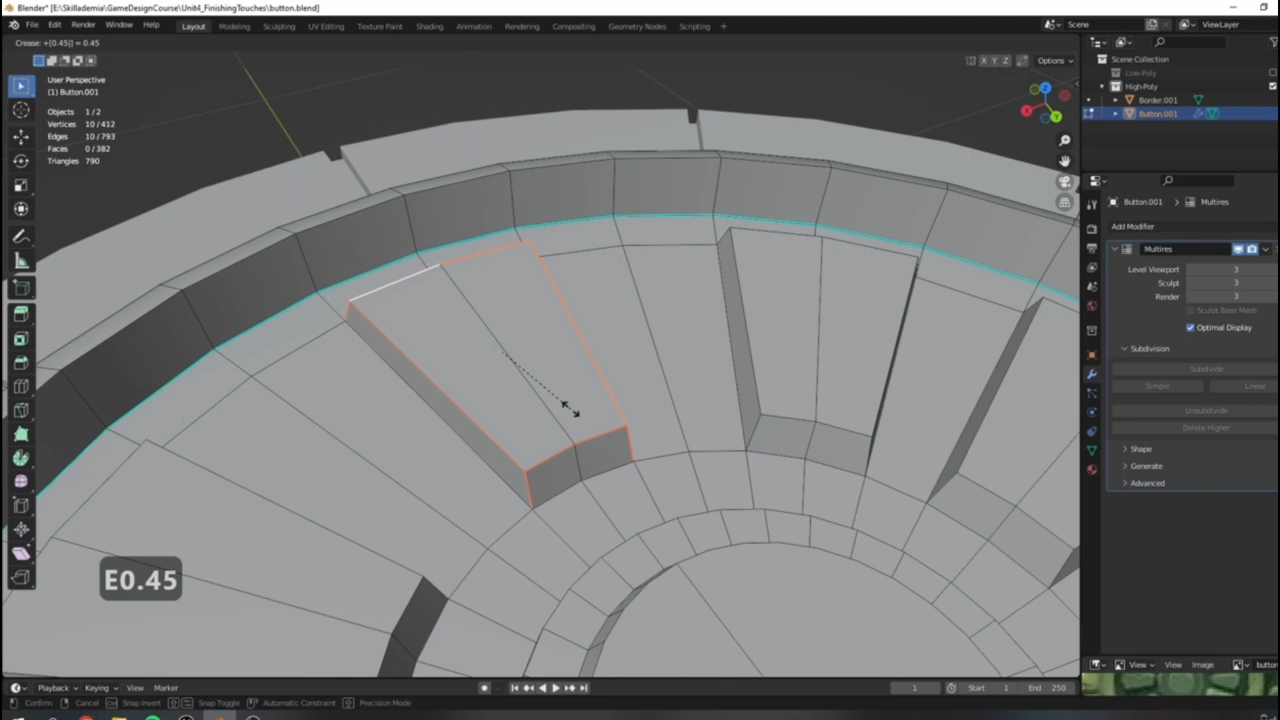 Blender* [E:\Skillademia\GameDesignCourse\Unit4_FinishingTouches\button.blend]
File Edit Render Window Help Layout Modeling Sculpting UV Editing Texture Paint Shading Animation Rendering Compositing Geometry Nodes Scripting + Scene ViewLayer
Crease: +[0.45|] = 0.45
X Y Z Options
User Perspective
(1) Button.001
Objects 1/2
Vertices 10/412
Edges 10/793
Faces 0/382
Triangles 790
Scene Collection
Low-Poly
High-Poly
Border.001
Button.001
Button.001 > Multires
Add Modifier
Multires
Level Viewport 3
Sculpt 3
Render 3
Sculpt Base Mesh
Optimal Display
Subdivision
Subdivide
Simple Linear
Unsubdivide
Delete Higher
Shape
Generate
Advanced
E0.45
View View Image button
Playback Keying View Marker 1 Start 1 End 250
Confirm Cancel Snap Invert Snap Toggle Automatic Constraint Precision Mode